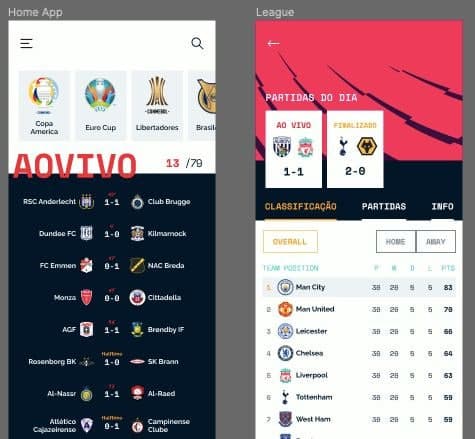 Home App
Copa
America
Euro Cup
Libertadores
Brasile
AOVIVO
13 /79
RSC Anderlecht 1-1 Club Brugge
Dundee FC 1-0 Kilmarnock
FC Emmen 0-1 NAC Breda
Monza 0-0 Cittadella
AGF 1-1 Brendby IF
Halftime
Rosenborg BK 1-0 SK Brann
Al-Nassr 1-1 Al-Raed
Halftime
Atlético
Cajazeirense 0-1 Campinense
Clube
League
PARTIDAS DO DIA
AO VIVO
1-1
FINALIZADO
2-0
CLASSIFICAÇÃO PARTIDAS INFO
OVERALL HOME AWAY
TEAM POSITION P W D L PTS
1 Man City 38 28 5 5 83
2 Man United 38 28 5 5 70
3 Leicester 38 28 5 5 66
4 Chelsea 38 28 5 5 64
5 Liverpool 38 28 5 5 63
6 Tottenham 38 28 5 5 59
7 West Ham 38 28 5 5 59